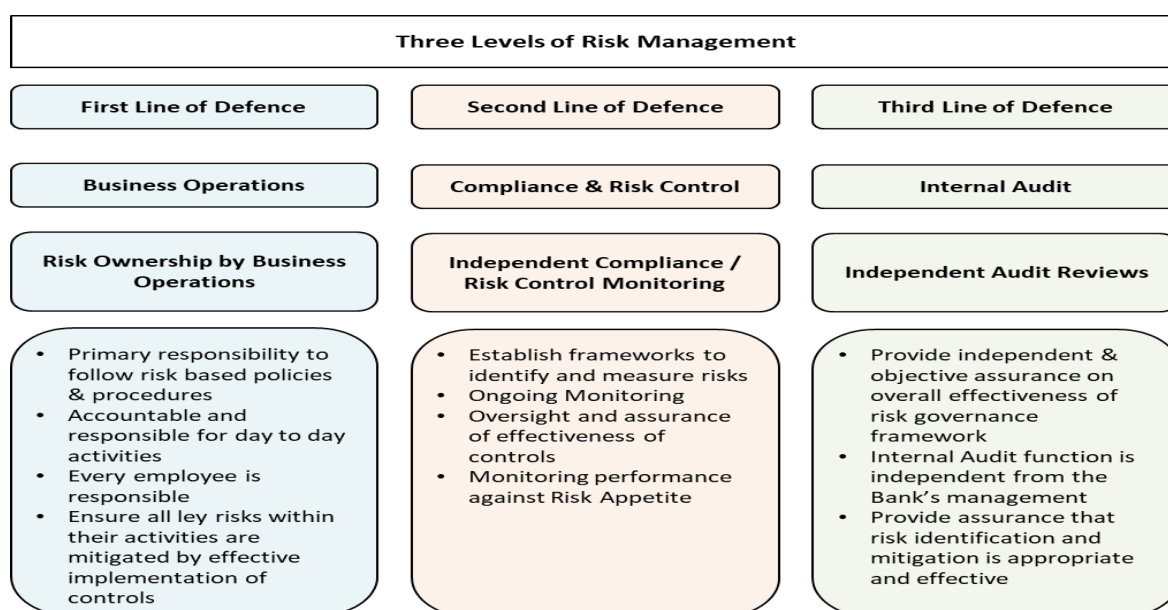 Three Levels of Risk Management
First Line of Defence
Second Line of Defence
Third Line of Defence
Business Operations
Compliance & Risk Control
Internal Audit
Risk Ownership by Business
Operations
Independent Compliance /
Risk Control Monitoring
Independent Audit Reviews
• Primary responsibility to
follow risk based policies
& procedures
• Accountable and
responsible for day to day
activities
• Every employee is
responsible
• Ensure all ley risks within
their activities are
mitigated by effective
implementation of
controls
• Establish frameworks to
identify and measure risks
• Ongoing Monitoring
• Oversight and assurance
of effectiveness of
controls
• Monitoring performance
against Risk Appetite
• Provide independent &
objective assurance on
overall effectiveness of
risk governance
framework
• Internal Audit function is
independent from the
Bank’s management
• Provide assurance that
risk identification and
mitigation is appropriate
and effective